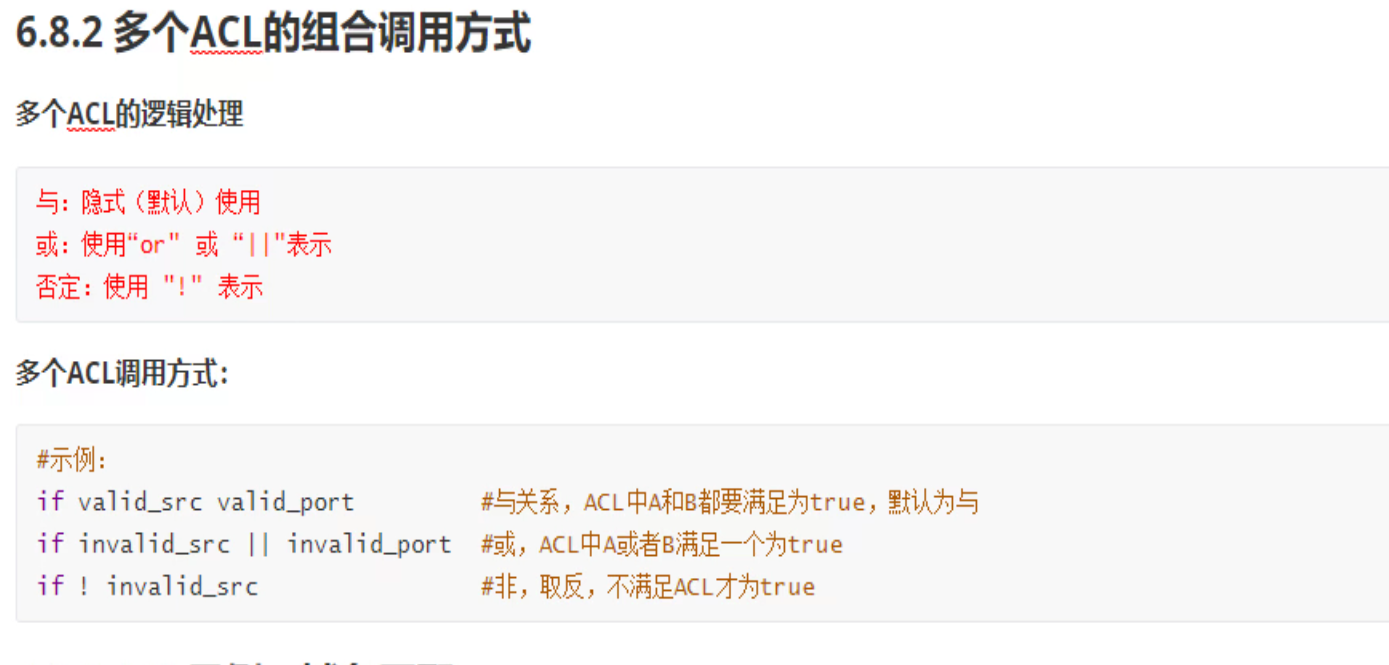 6.8.2 多个ACL的组合调用方式
多个ACL的逻辑处理
与：隐式（默认）使用
或：使用“or" 或 “||"表示
否定：使用 "!" 表示
多个ACL调用方式：
#示例：
if valid_src valid_port #与关系，ACL中A和B都要满足为true，默认为与
if invalid_src || invalid_port #或，ACL中A或者B满足一个为true
if ! invalid_src #非，取反，不满足ACL才为true